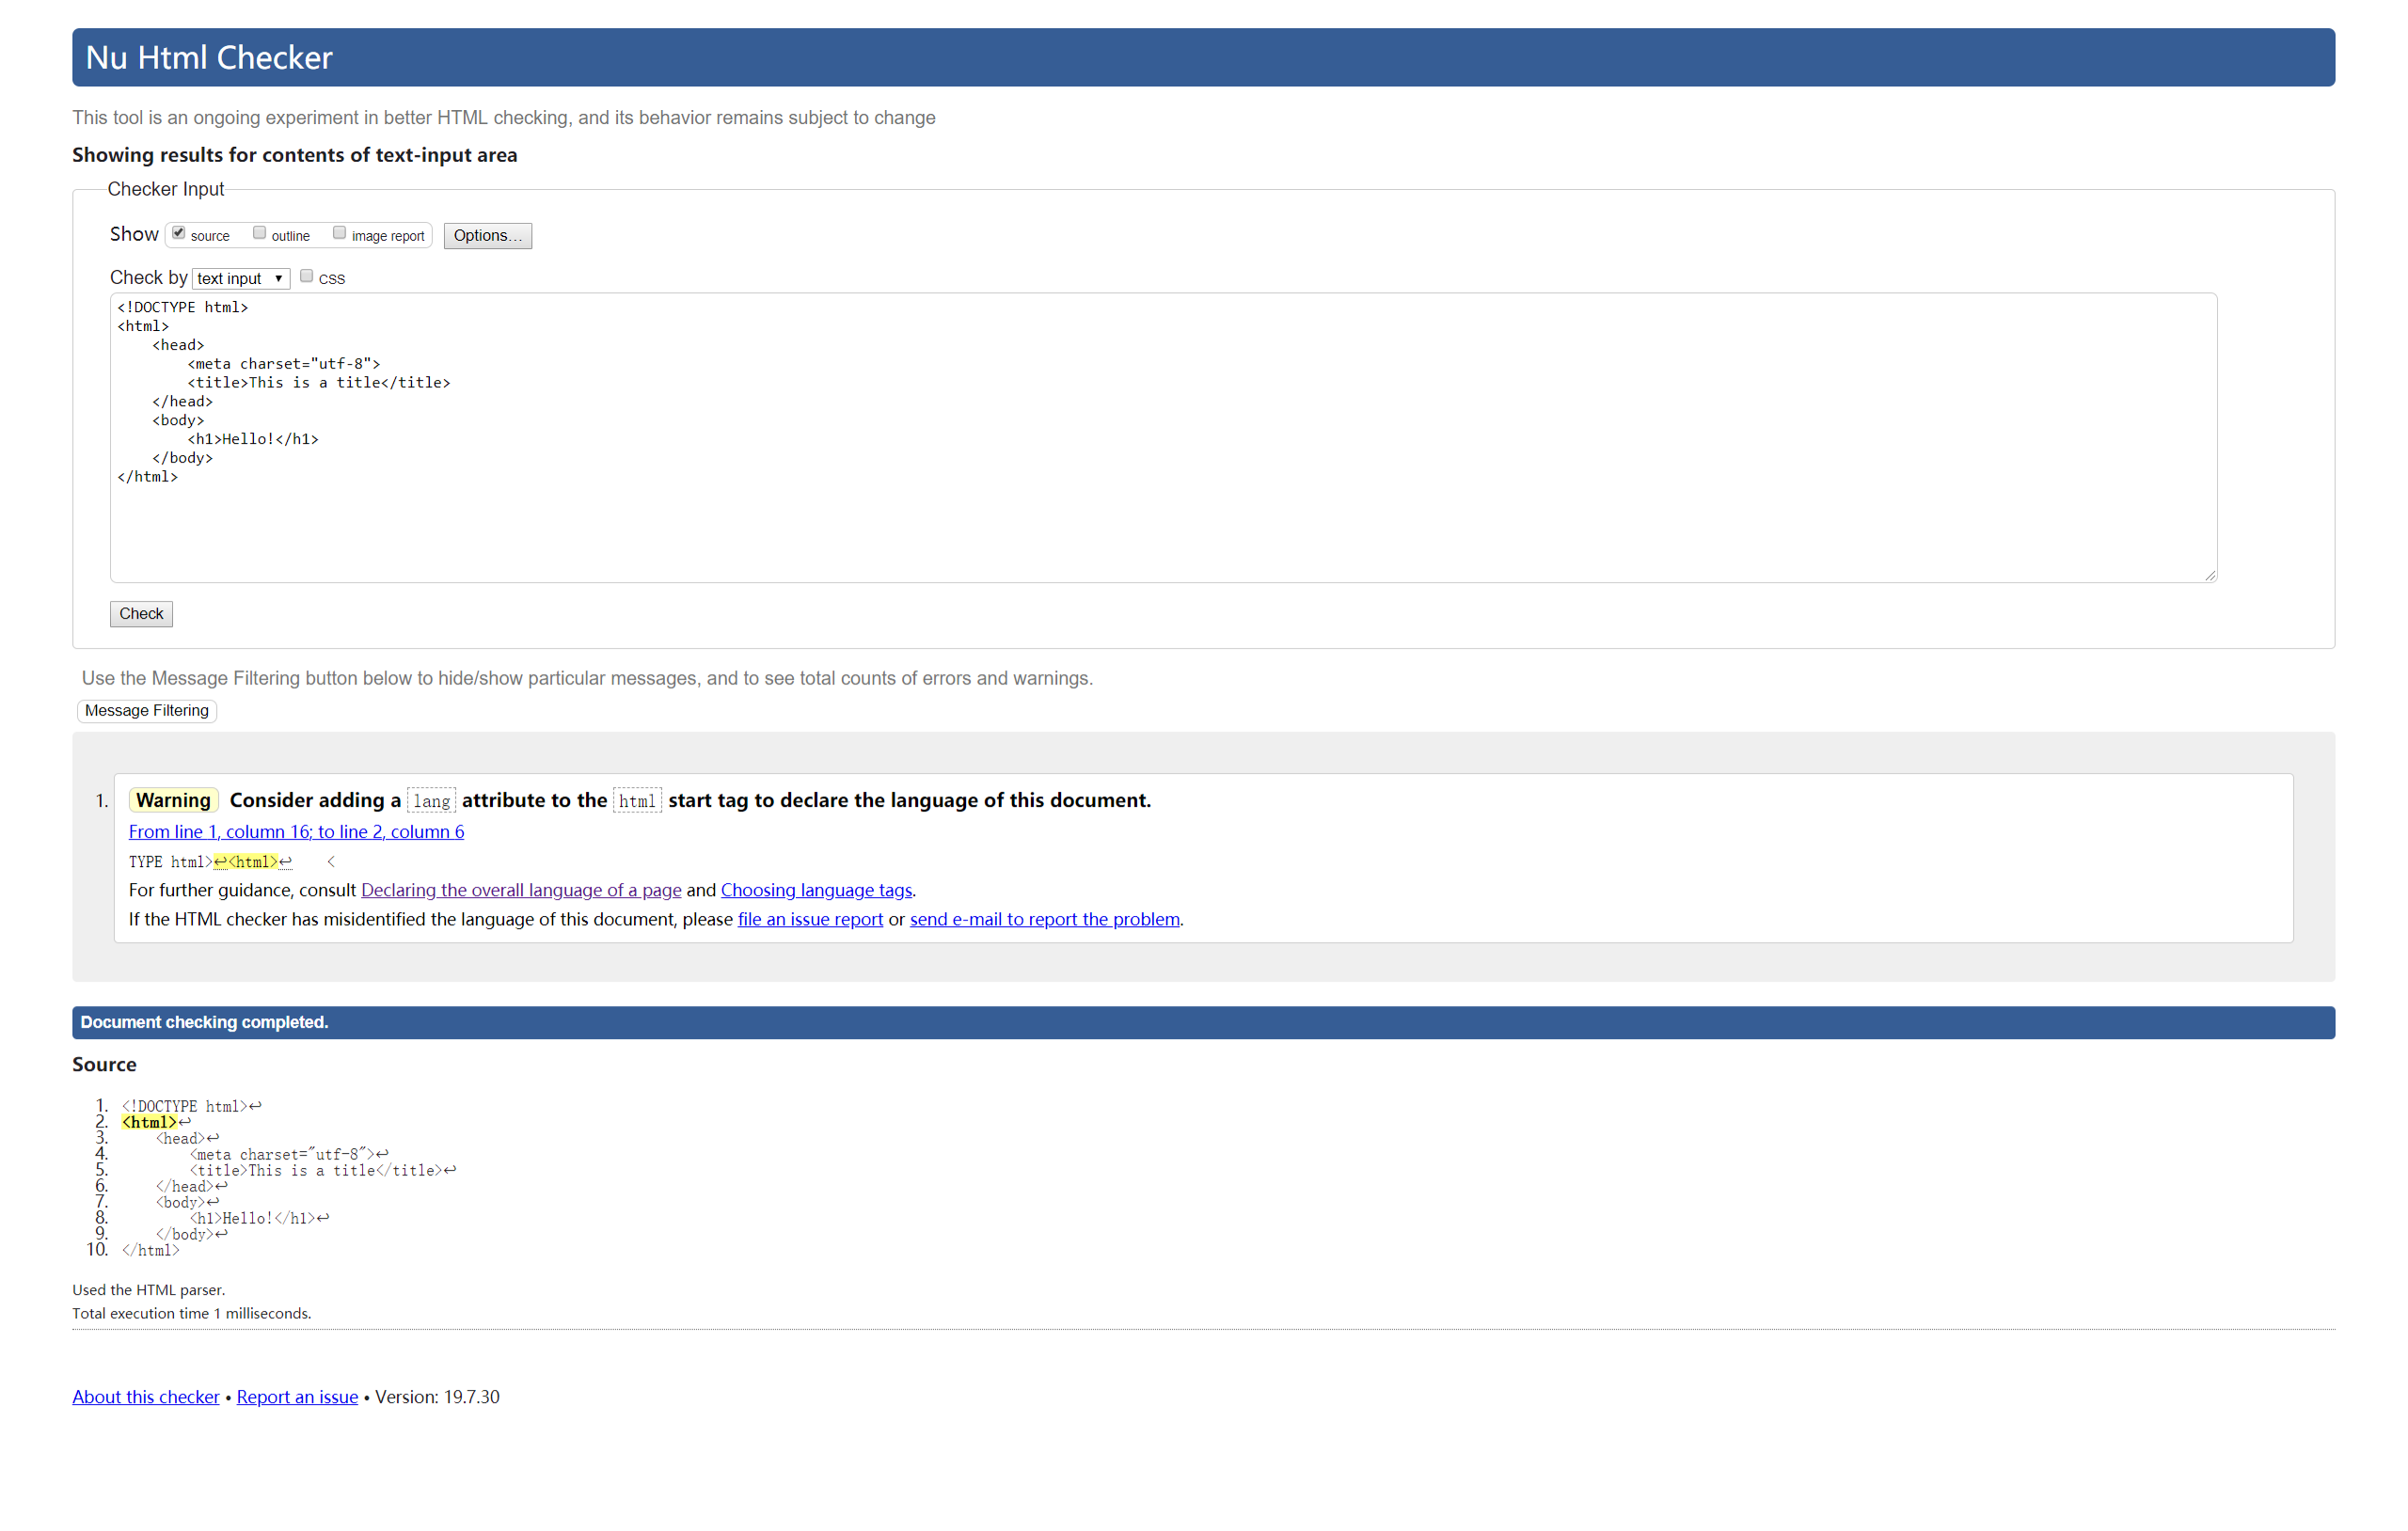 Nu Html Checker
This tool is an ongoing experiment in better HTML checking, and its behavior remains subject to change
Showing results for contents of text-input area
Checker Input
Show source outline image report Options...
Check by text input css
<!DOCTYPE html>
<html>
    <head>
        <meta charset="utf-8">
        <title>This is a title</title>
    </head>
    <body>
        <h1>Hello!</h1>
    </body>
</html>
Check
Use the Message Filtering button below to hide/show particular messages, and to see total counts of errors and warnings.
Message Filtering
1. Warning Consider adding a lang attribute to the html start tag to declare the language of this document.
From line 1, column 16; to line 2, column 6
TYPE html>↩<html>↩    <
For further guidance, consult Declaring the overall language of a page and Choosing language tags.
If the HTML checker has misidentified the language of this document, please file an issue report or send e-mail to report the problem.
Document checking completed.
Source
1. <!DOCTYPE html>↩
2. <html>↩
3.     <head>↩
4.         <meta charset="utf-8">↩
5.         <title>This is a title</title>↩
6.     </head>↩
7.     <body>↩
8.         <h1>Hello!</h1>↩
9.     </body>↩
10. </html>
Used the HTML parser.
Total execution time 1 milliseconds.
About this checker • Report an issue • Version: 19.7.30